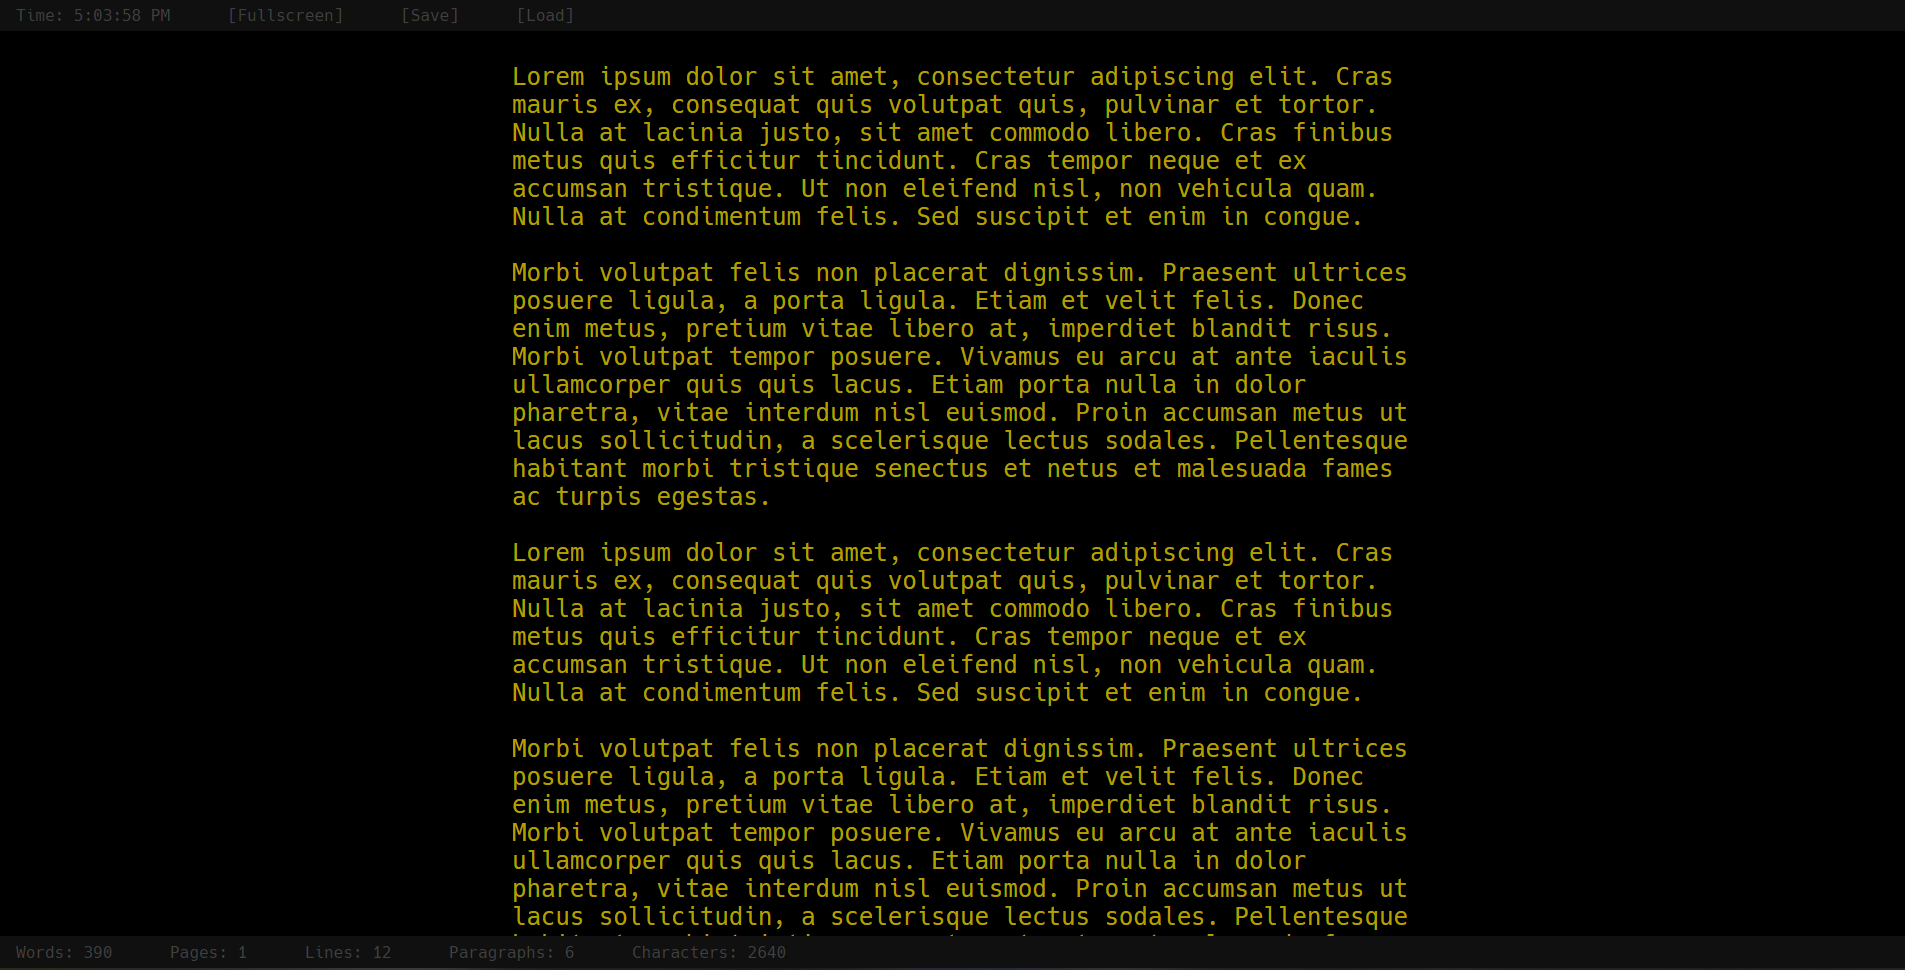 Time: 5:03:58 PM [Fullscreen] [Save] [Load]
Lorem ipsum dolor sit amet, consectetur adipiscing elit. Cras
mauris ex, consequat quis volutpat quis, pulvinar et tortor.
Nulla at lacinia justo, sit amet commodo libero. Cras finibus
metus quis efficitur tincidunt. Cras tempor neque et ex
accumsan tristique. Ut non eleifend nisl, non vehicula quam.
Nulla at condimentum felis. Sed suscipit et enim in congue.
Morbi volutpat felis non placerat dignissim. Praesent ultrices
posuere ligula, a porta ligula. Etiam et velit felis. Donec
enim metus, pretium vitae libero at, imperdiet blandit risus.
Morbi volutpat tempor posuere. Vivamus eu arcu at ante iaculis
ullamcorper quis quis lacus. Etiam porta nulla in dolor
pharetra, vitae interdum nisl euismod. Proin accumsan metus ut
lacus sollicitudin, a scelerisque lectus sodales. Pellentesque
habitant morbi tristique senectus et netus et malesuada fames
ac turpis egestas.
Lorem ipsum dolor sit amet, consectetur adipiscing elit. Cras
mauris ex, consequat quis volutpat quis, pulvinar et tortor.
Nulla at lacinia justo, sit amet commodo libero. Cras finibus
metus quis efficitur tincidunt. Cras tempor neque et ex
accumsan tristique. Ut non eleifend nisl, non vehicula quam.
Nulla at condimentum felis. Sed suscipit et enim in congue.
Morbi volutpat felis non placerat dignissim. Praesent ultrices
posuere ligula, a porta ligula. Etiam et velit felis. Donec
enim metus, pretium vitae libero at, imperdiet blandit risus.
Morbi volutpat tempor posuere. Vivamus eu arcu at ante iaculis
ullamcorper quis quis lacus. Etiam porta nulla in dolor
pharetra, vitae interdum nisl euismod. Proin accumsan metus ut
lacus sollicitudin, a scelerisque lectus sodales. Pellentesque
Words: 390 Pages: 1 Lines: 12 Paragraphs: 6 Characters: 2640